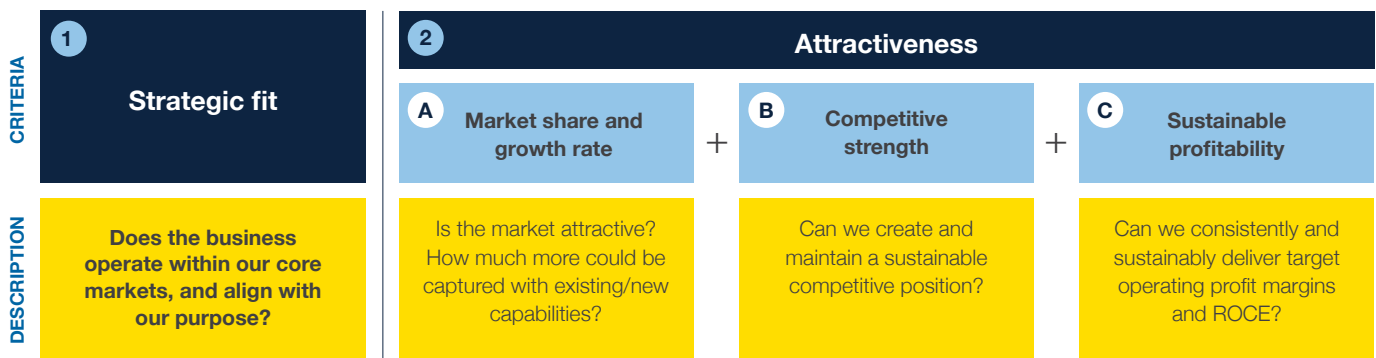 CRITERIA
1
Strategic fit
2
Attractiveness
A
Market share and
growth rate
+
B
Competitive
strength
+
C
Sustainable
profitability
DESCRIPTION
Does the business
operate within our core
markets, and align with
our purpose?
Is the market attractive?
How much more could be
captured with existing/new
capabilities?
Can we create and
maintain a sustainable
competitive position?
Can we consistently and
sustainably deliver target
operating profit margins
and ROCE?